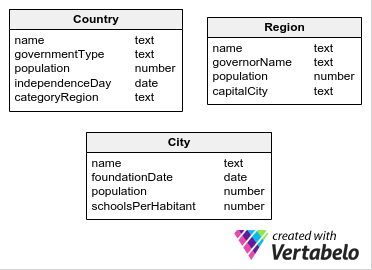 Country
name text
governmentType text
population number
independenceDay date
categoryRegion text
Region
name text
governorName text
population number
capitalCity text
City
name text
foundationDate date
population number
schoolsPerHabitant number
created with
Vertabelo